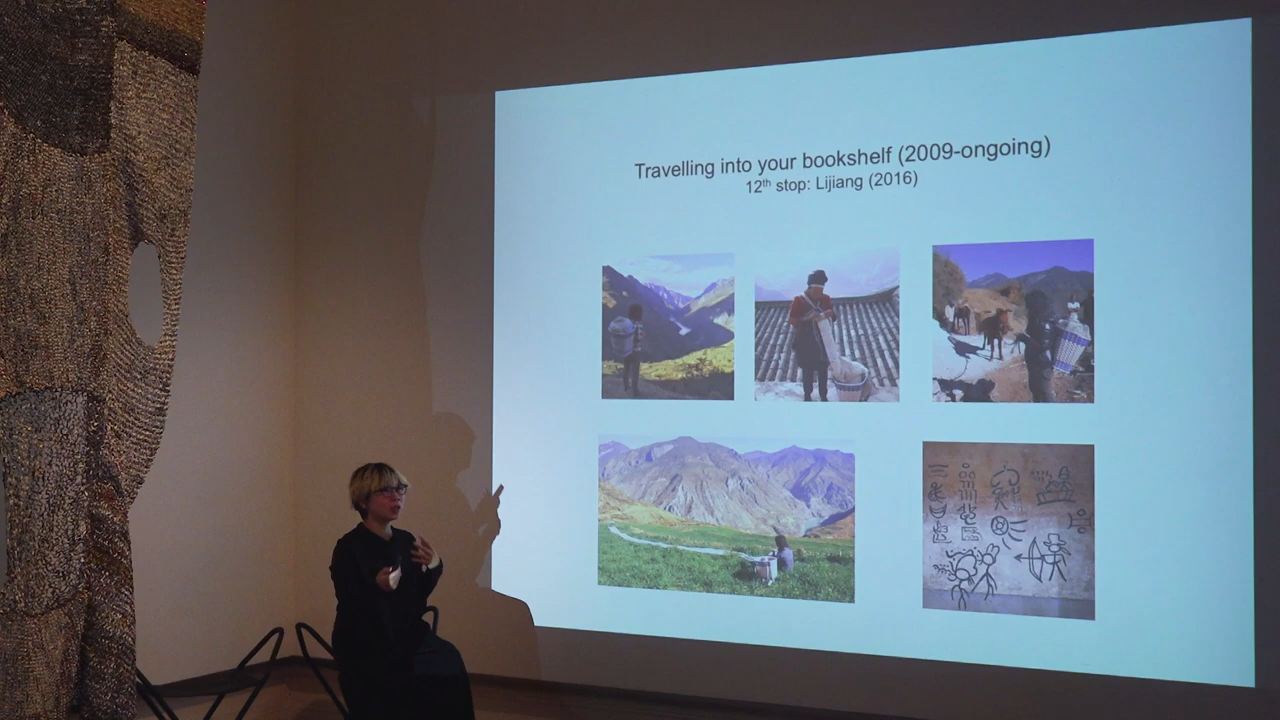 Travelling into your bookshelf (2009-ongoing)
12th stop: Lijiang (2016)